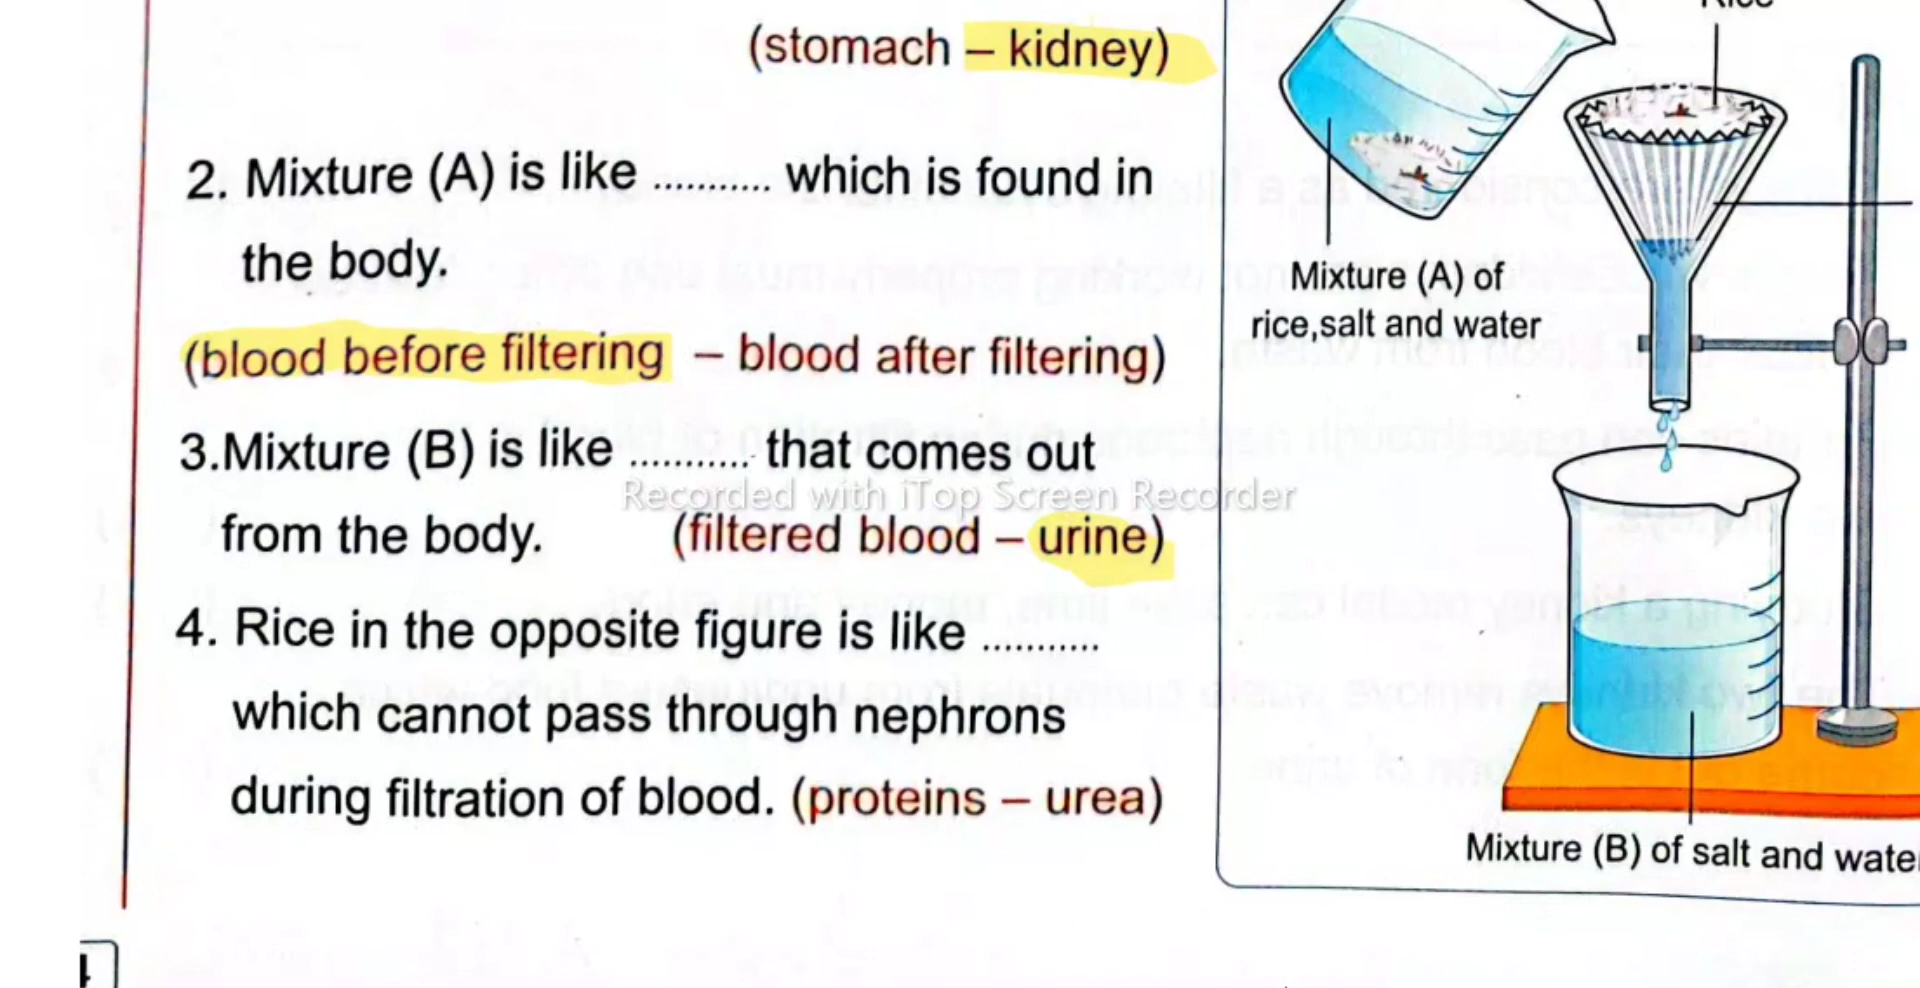 (stomach – kidney)
2. Mixture (A) is like ........... which is found in
the body.
(blood before filtering – blood after filtering)
3.Mixture (B) is like ........... that comes out
from the body. (filtered blood – urine)
4. Rice in the opposite figure is like ...........
which cannot pass through nephrons
during filtration of blood. (proteins – urea)
Rice
Mixture (A) of
rice,salt and water
Mixture (B) of salt and water
Recorded with iTop Screen Recorder